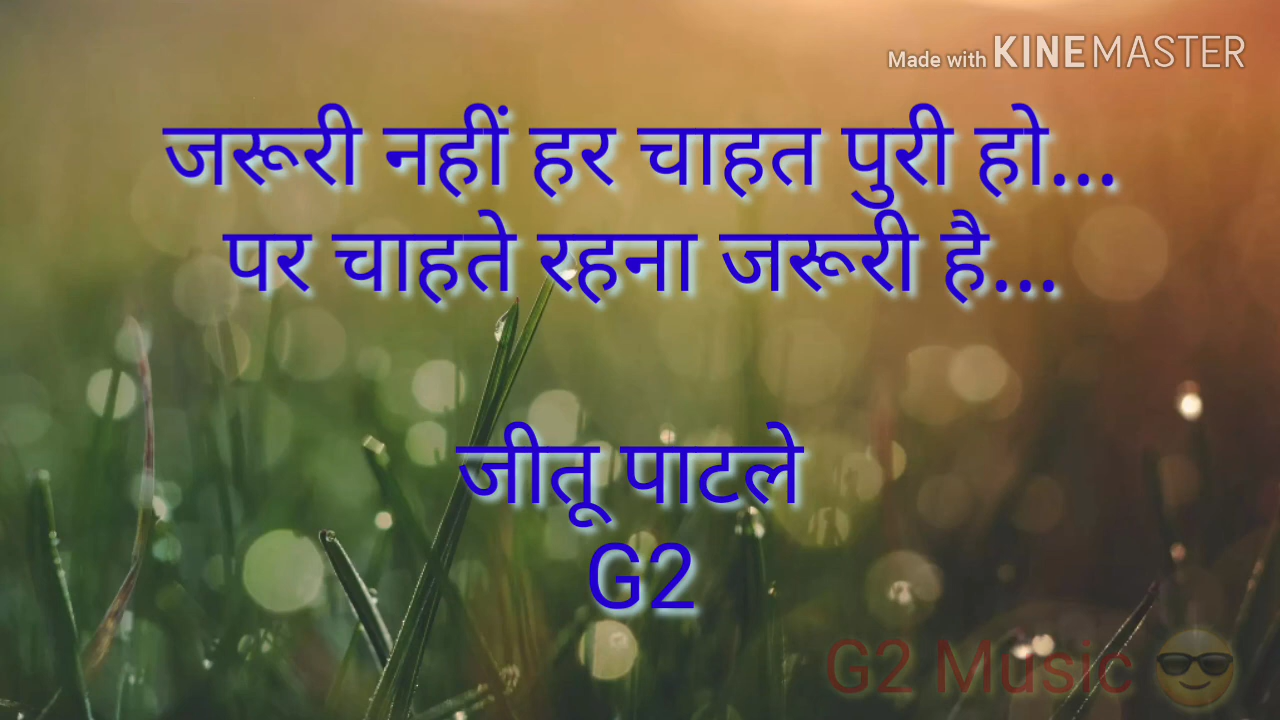 Made with KINEMASTER
जरूरी नहीं हर चाहत पुरी हो...
पर चाहते रहना जरूरी है...
जीतू पाटले
G2
G2 Music 😎